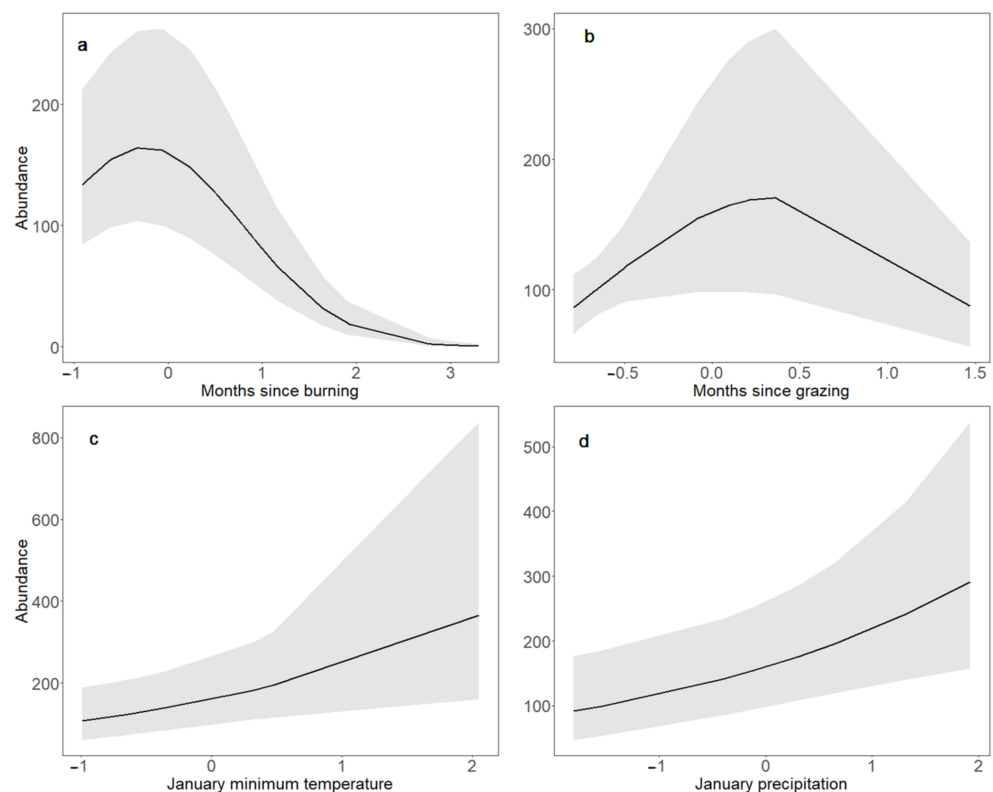 a
Abundance
200
100
0
−1 0 1 2 3
Months since burning
b
300
200
100
−0.5 0.0 0.5 1.0 1.5
Months since grazing
c
Abundance
800
600
400
200
−1 0 1 2
January minimum temperature
d
500
400
300
200
100
−1 0 1 2
January precipitation